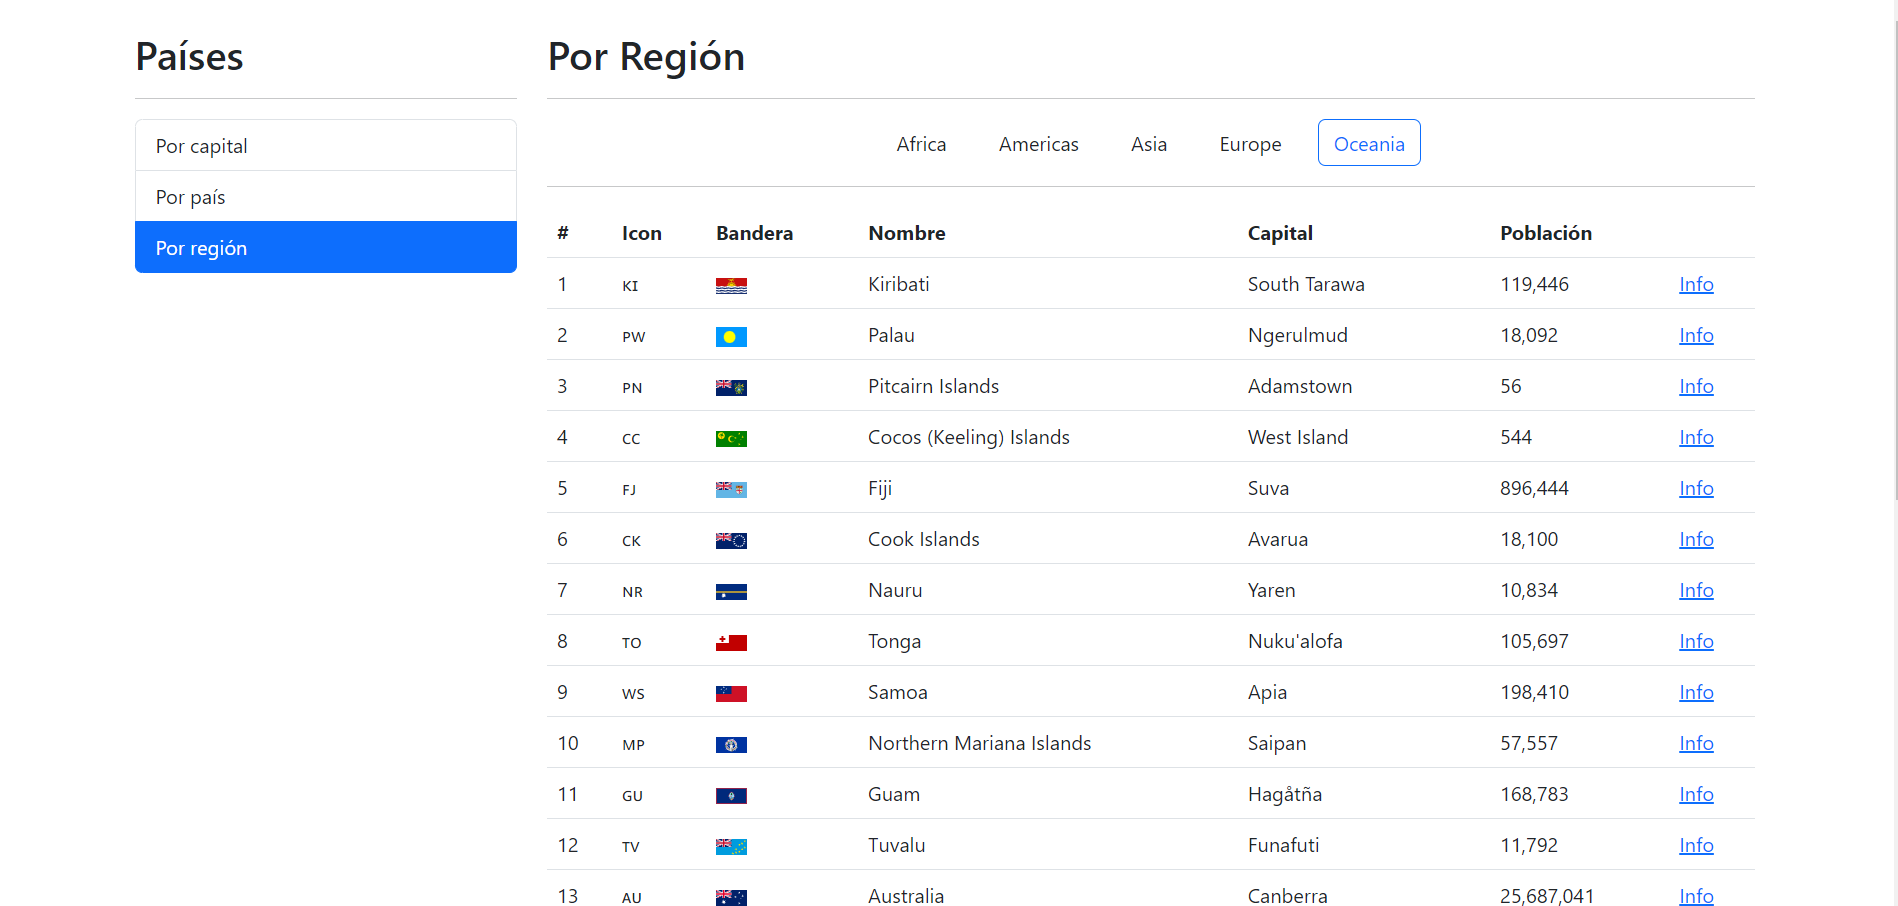 Países
Por capital
Por país
Por región
Por Región
Africa Americas Asia Europe Oceania
# Icon Bandera Nombre Capital Población
1 KI Kiribati South Tarawa 119,446 Info
2 PW Palau Ngerulmud 18,092 Info
3 PN Pitcairn Islands Adamstown 56 Info
4 CC Cocos (Keeling) Islands West Island 544 Info
5 FJ Fiji Suva 896,444 Info
6 CK Cook Islands Avarua 18,100 Info
7 NR Nauru Yaren 10,834 Info
8 TO Tonga Nuku'alofa 105,697 Info
9 WS Samoa Apia 198,410 Info
10 MP Northern Mariana Islands Saipan 57,557 Info
11 GU Guam Hagåtña 168,783 Info
12 TV Tuvalu Funafuti 11,792 Info
13 AU Australia Canberra 25,687,041 Info